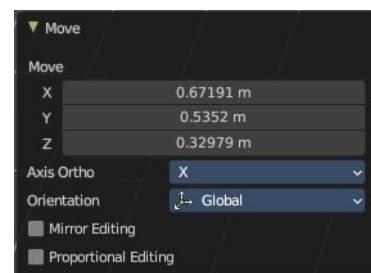 Move
Move
X 0.67191 m
Y 0.5352 m
Z 0.32979 m
Axis Ortho X
Orientation Global
Mirror Editing
Proportional Editing